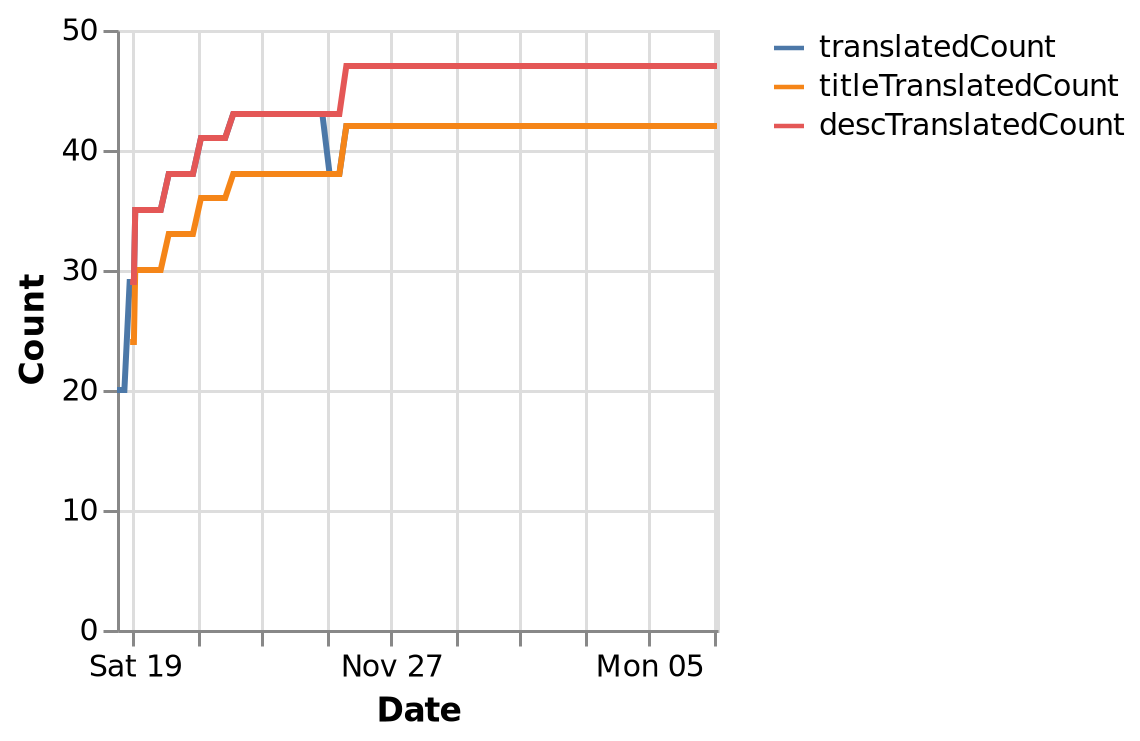 50
40
30
20
10
0
Count
Sat 19
Nov 27
Mon 05
Date
translatedCount
titleTranslatedCount
descTranslatedCount